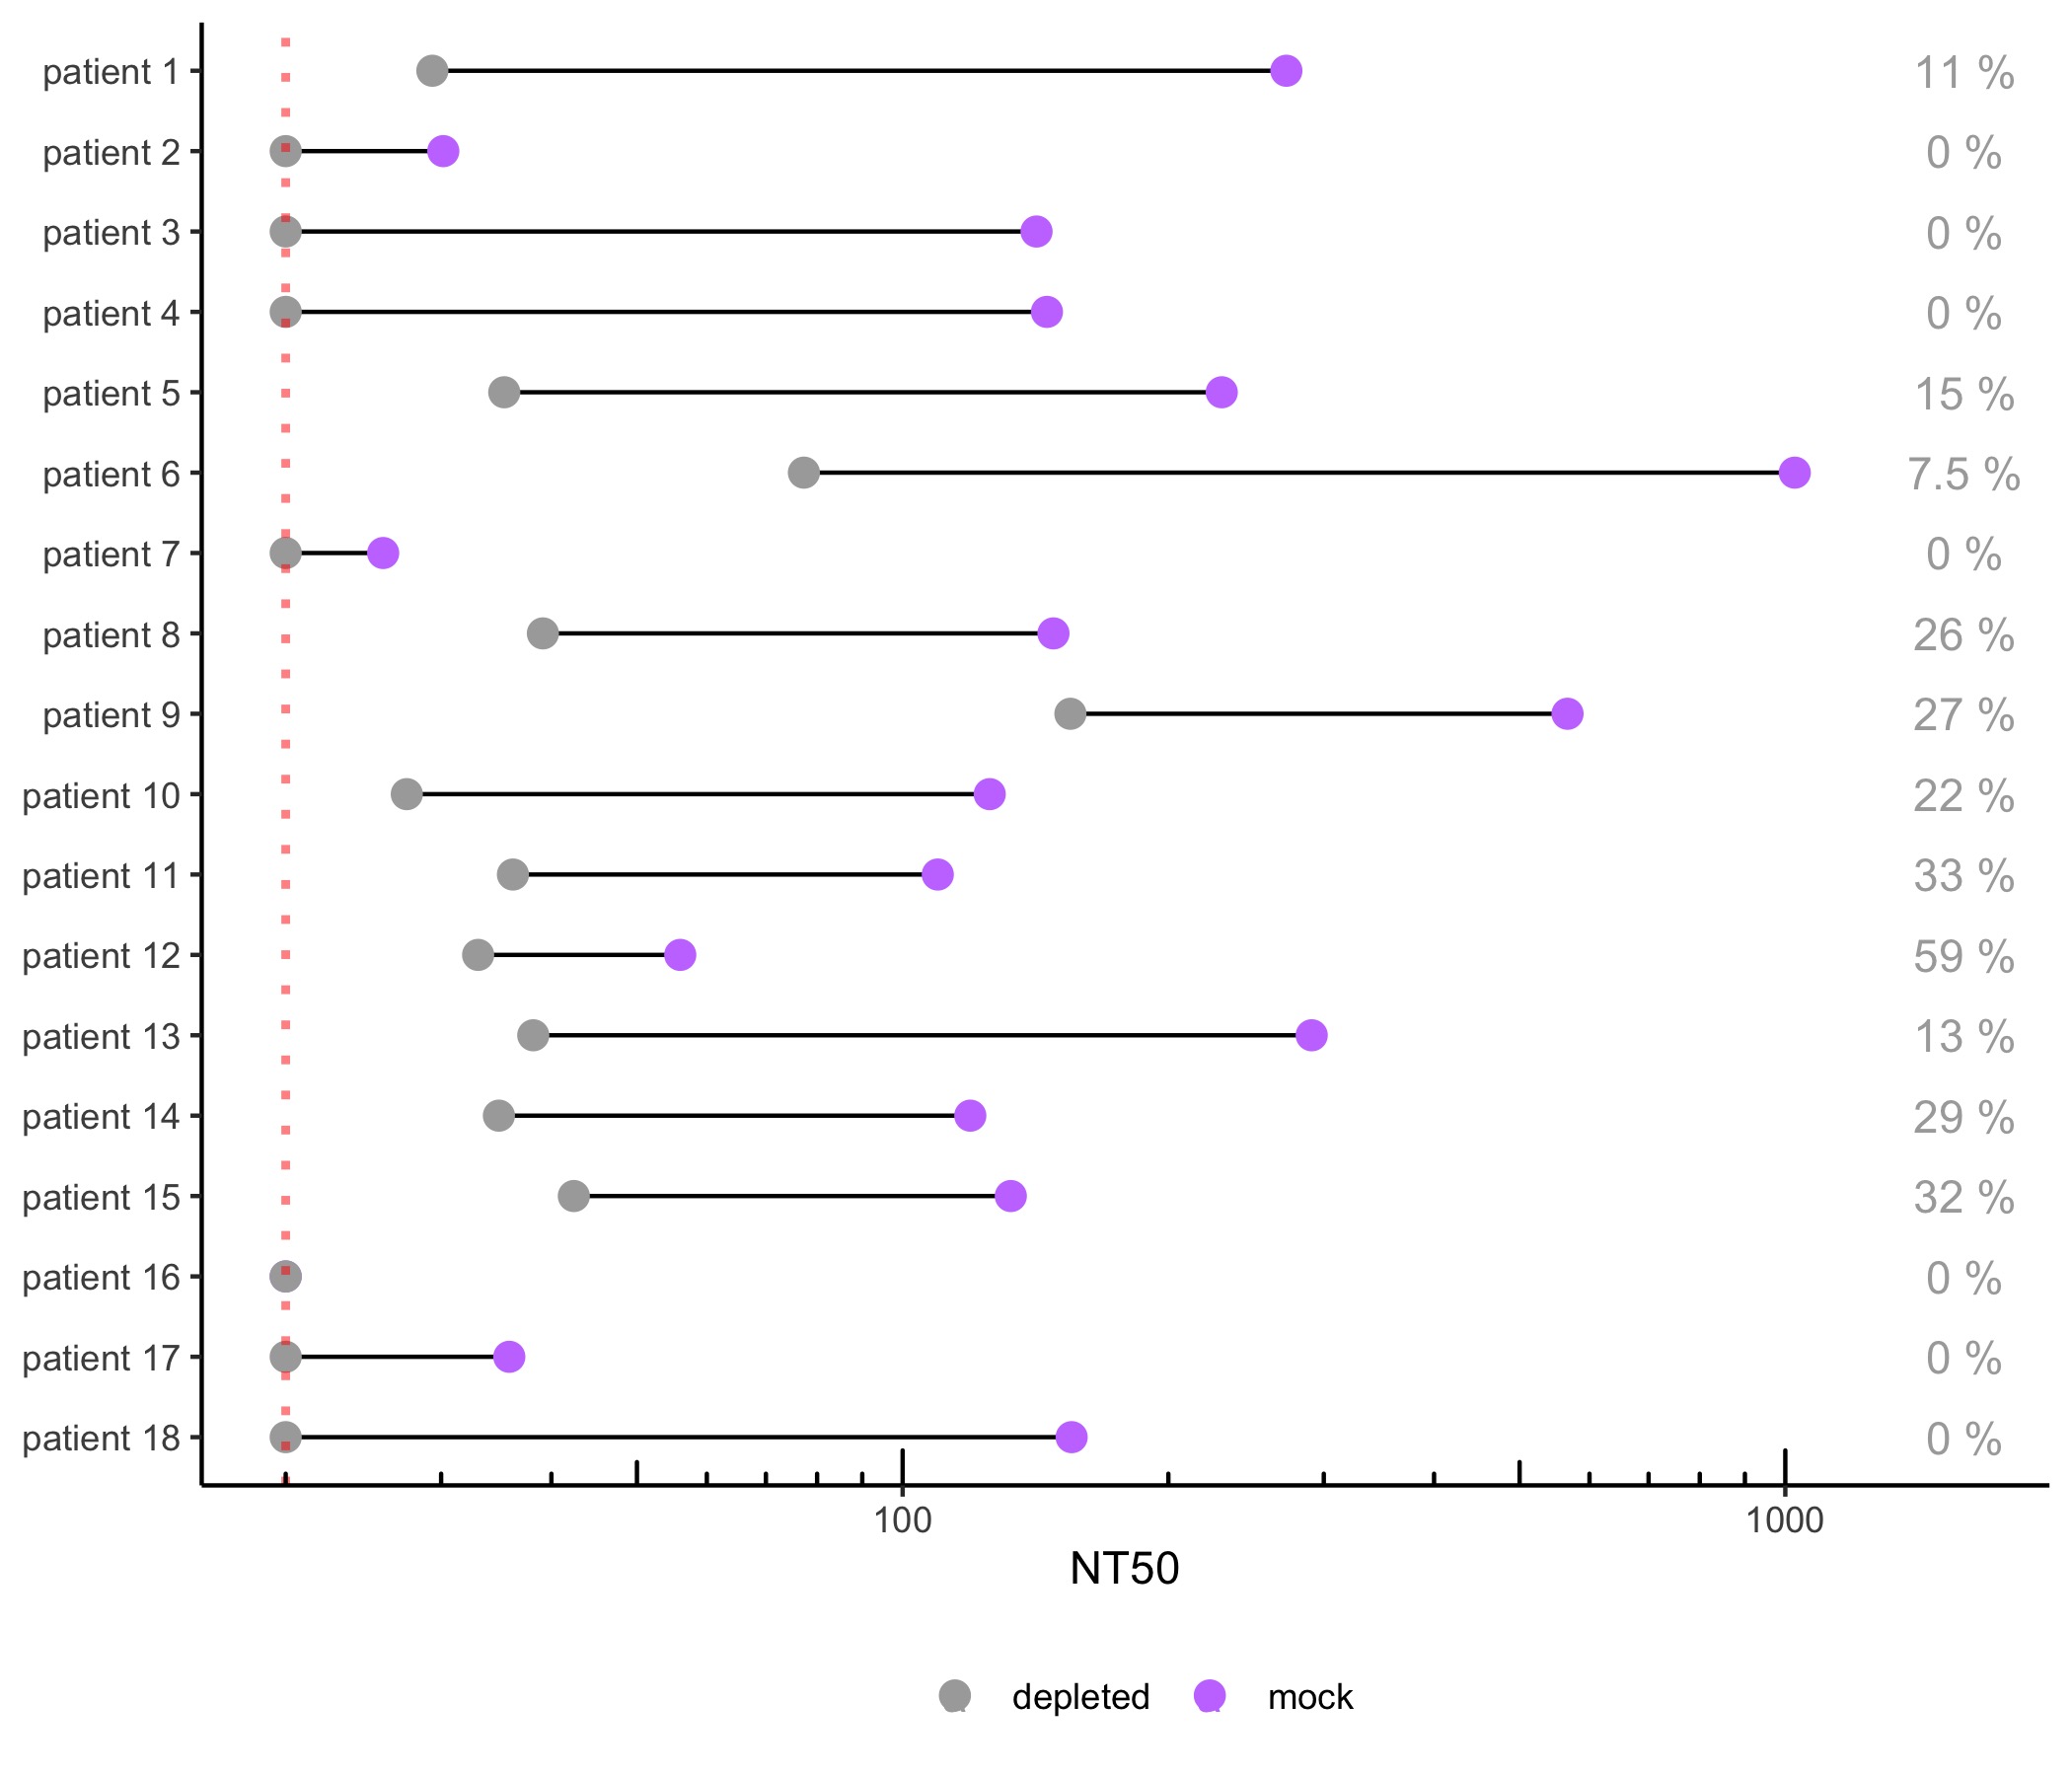 patient 1 11 %
patient 2 0 %
patient 3 0 %
patient 4 0 %
patient 5 15 %
patient 6 7.5 %
patient 7 0 %
patient 8 26 %
patient 9 27 %
patient 10 22 %
patient 11 33 %
patient 12 59 %
patient 13 13 %
patient 14 29 %
patient 15 32 %
patient 16 0 %
patient 17 0 %
patient 18 0 %
100 1000
NT50
depleted mock